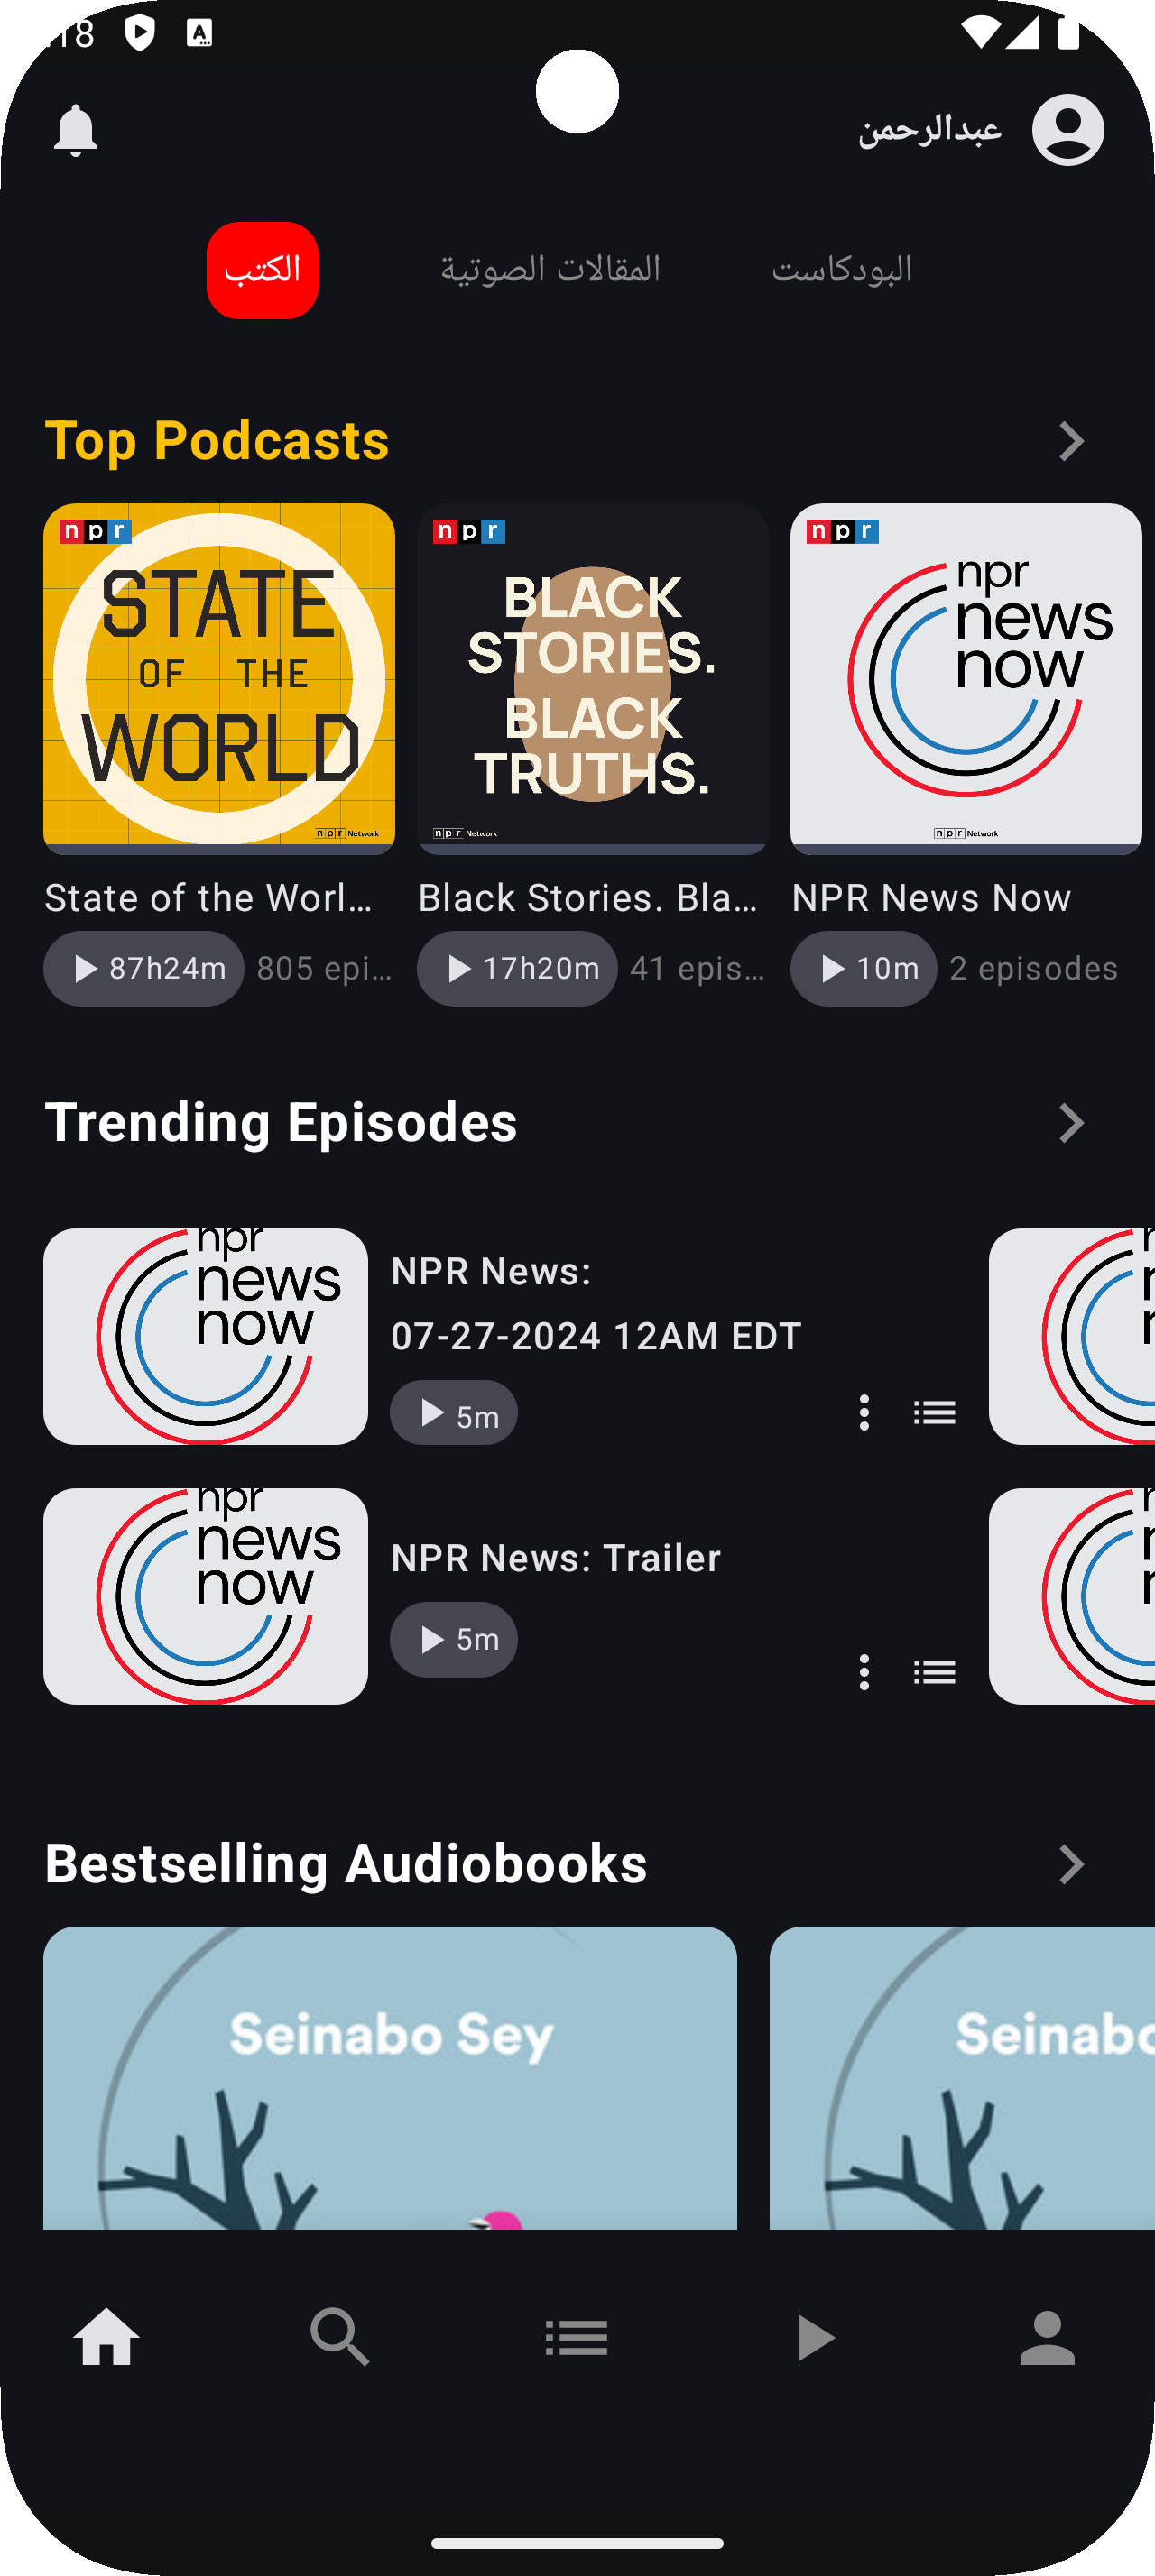 :18
عبدالرحمن
البودكاست
المقالات الصوتية
الكتب
Top Podcasts
npr
STATE
OF THE
WORLD
npr Network
npr
BLACK
STORIES.
BLACK
TRUTHS.
npr Network
npr
npr
news
now
npr Network
State of the Worl...
Black Stories. Bla...
NPR News Now
87h24m
805 epi...
17h20m
41 epis...
10m
2 episodes
Trending Episodes
npr
news
now
NPR News:
07-27-2024 12AM EDT
5m
npr
news
now
NPR News: Trailer
5m
Bestselling Audiobooks
Seinabo Sey
Seinabo